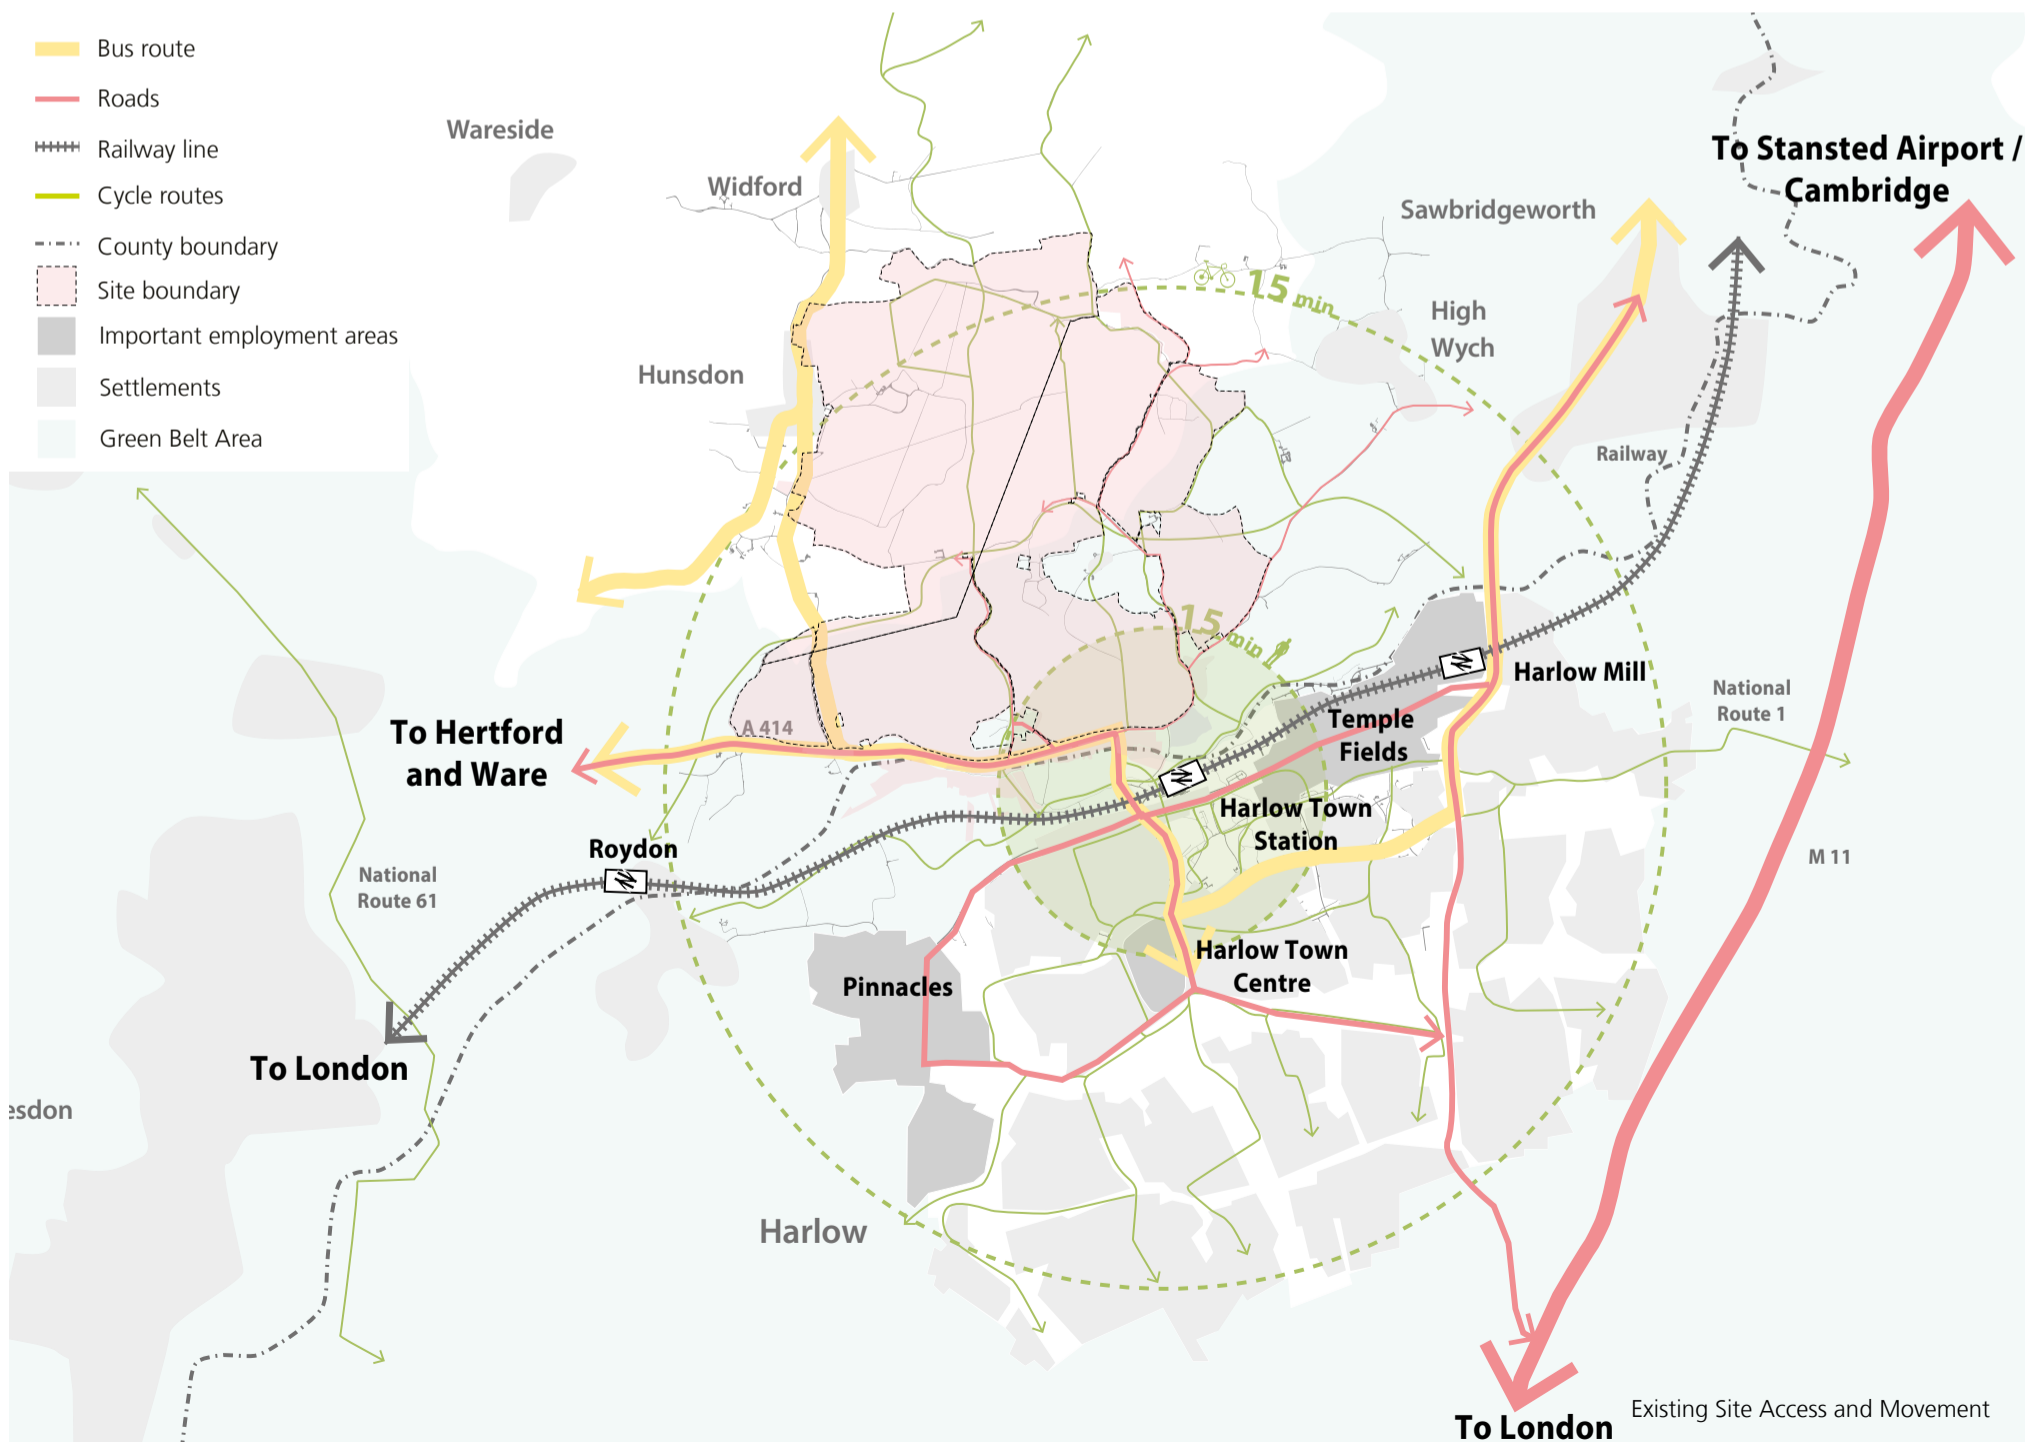 Bus route
Roads
Railway line
Cycle routes
County boundary
Site boundary
Important employment areas
Settlements
Green Belt Area
Wareside
Widford
Hunsdon
Sawbridgeworth
To Stansted Airport /
Cambridge
High
Wych
15 min
Railway
15 min
Harlow Mill
National
Route 1
Temple
Fields
To Hertford
and Ware
A 414
Harlow Town
Station
Roydon
M 11
National
Route 61
Harlow Town
Centre
Pinnacles
To London
esdon
Harlow
To London
Existing Site Access and Movement